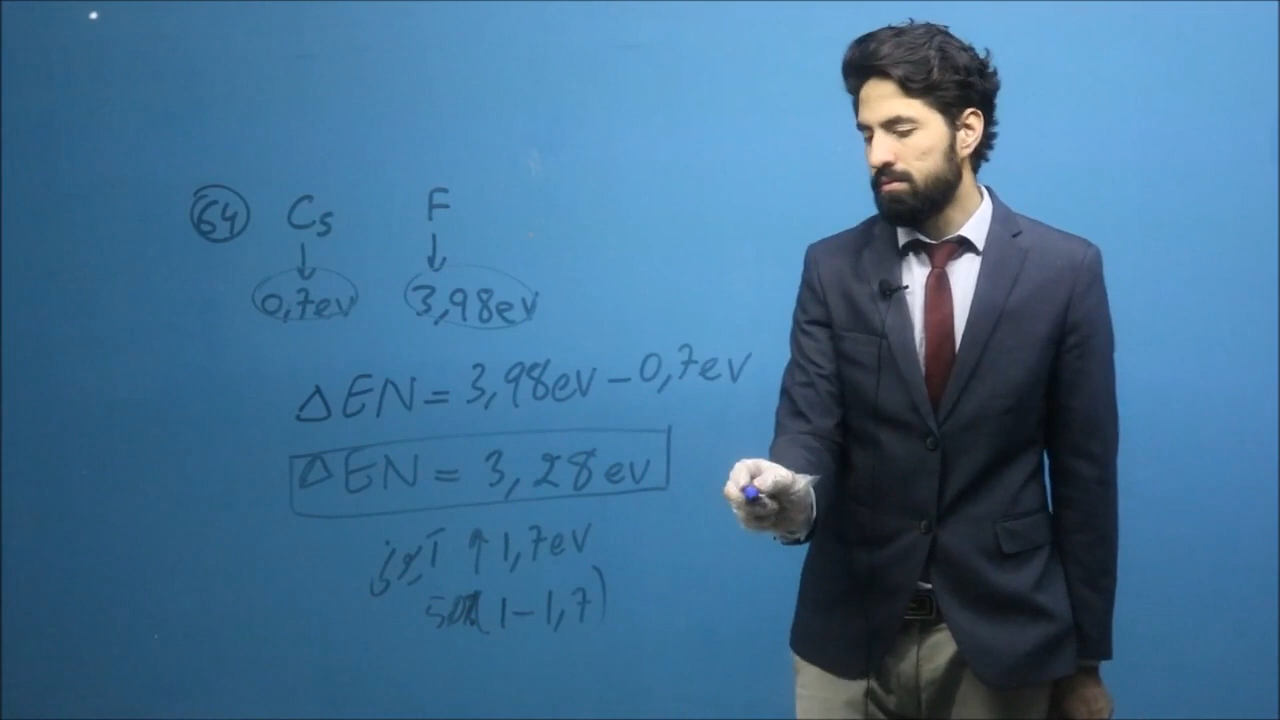 64 Cs F
↓ ↓
0,7ev 3,98ev
ΔEN = 3,98ev - 0,7ev
ΔEN = 3,28ev
↑ 1,7ev
(1 - 1,7)